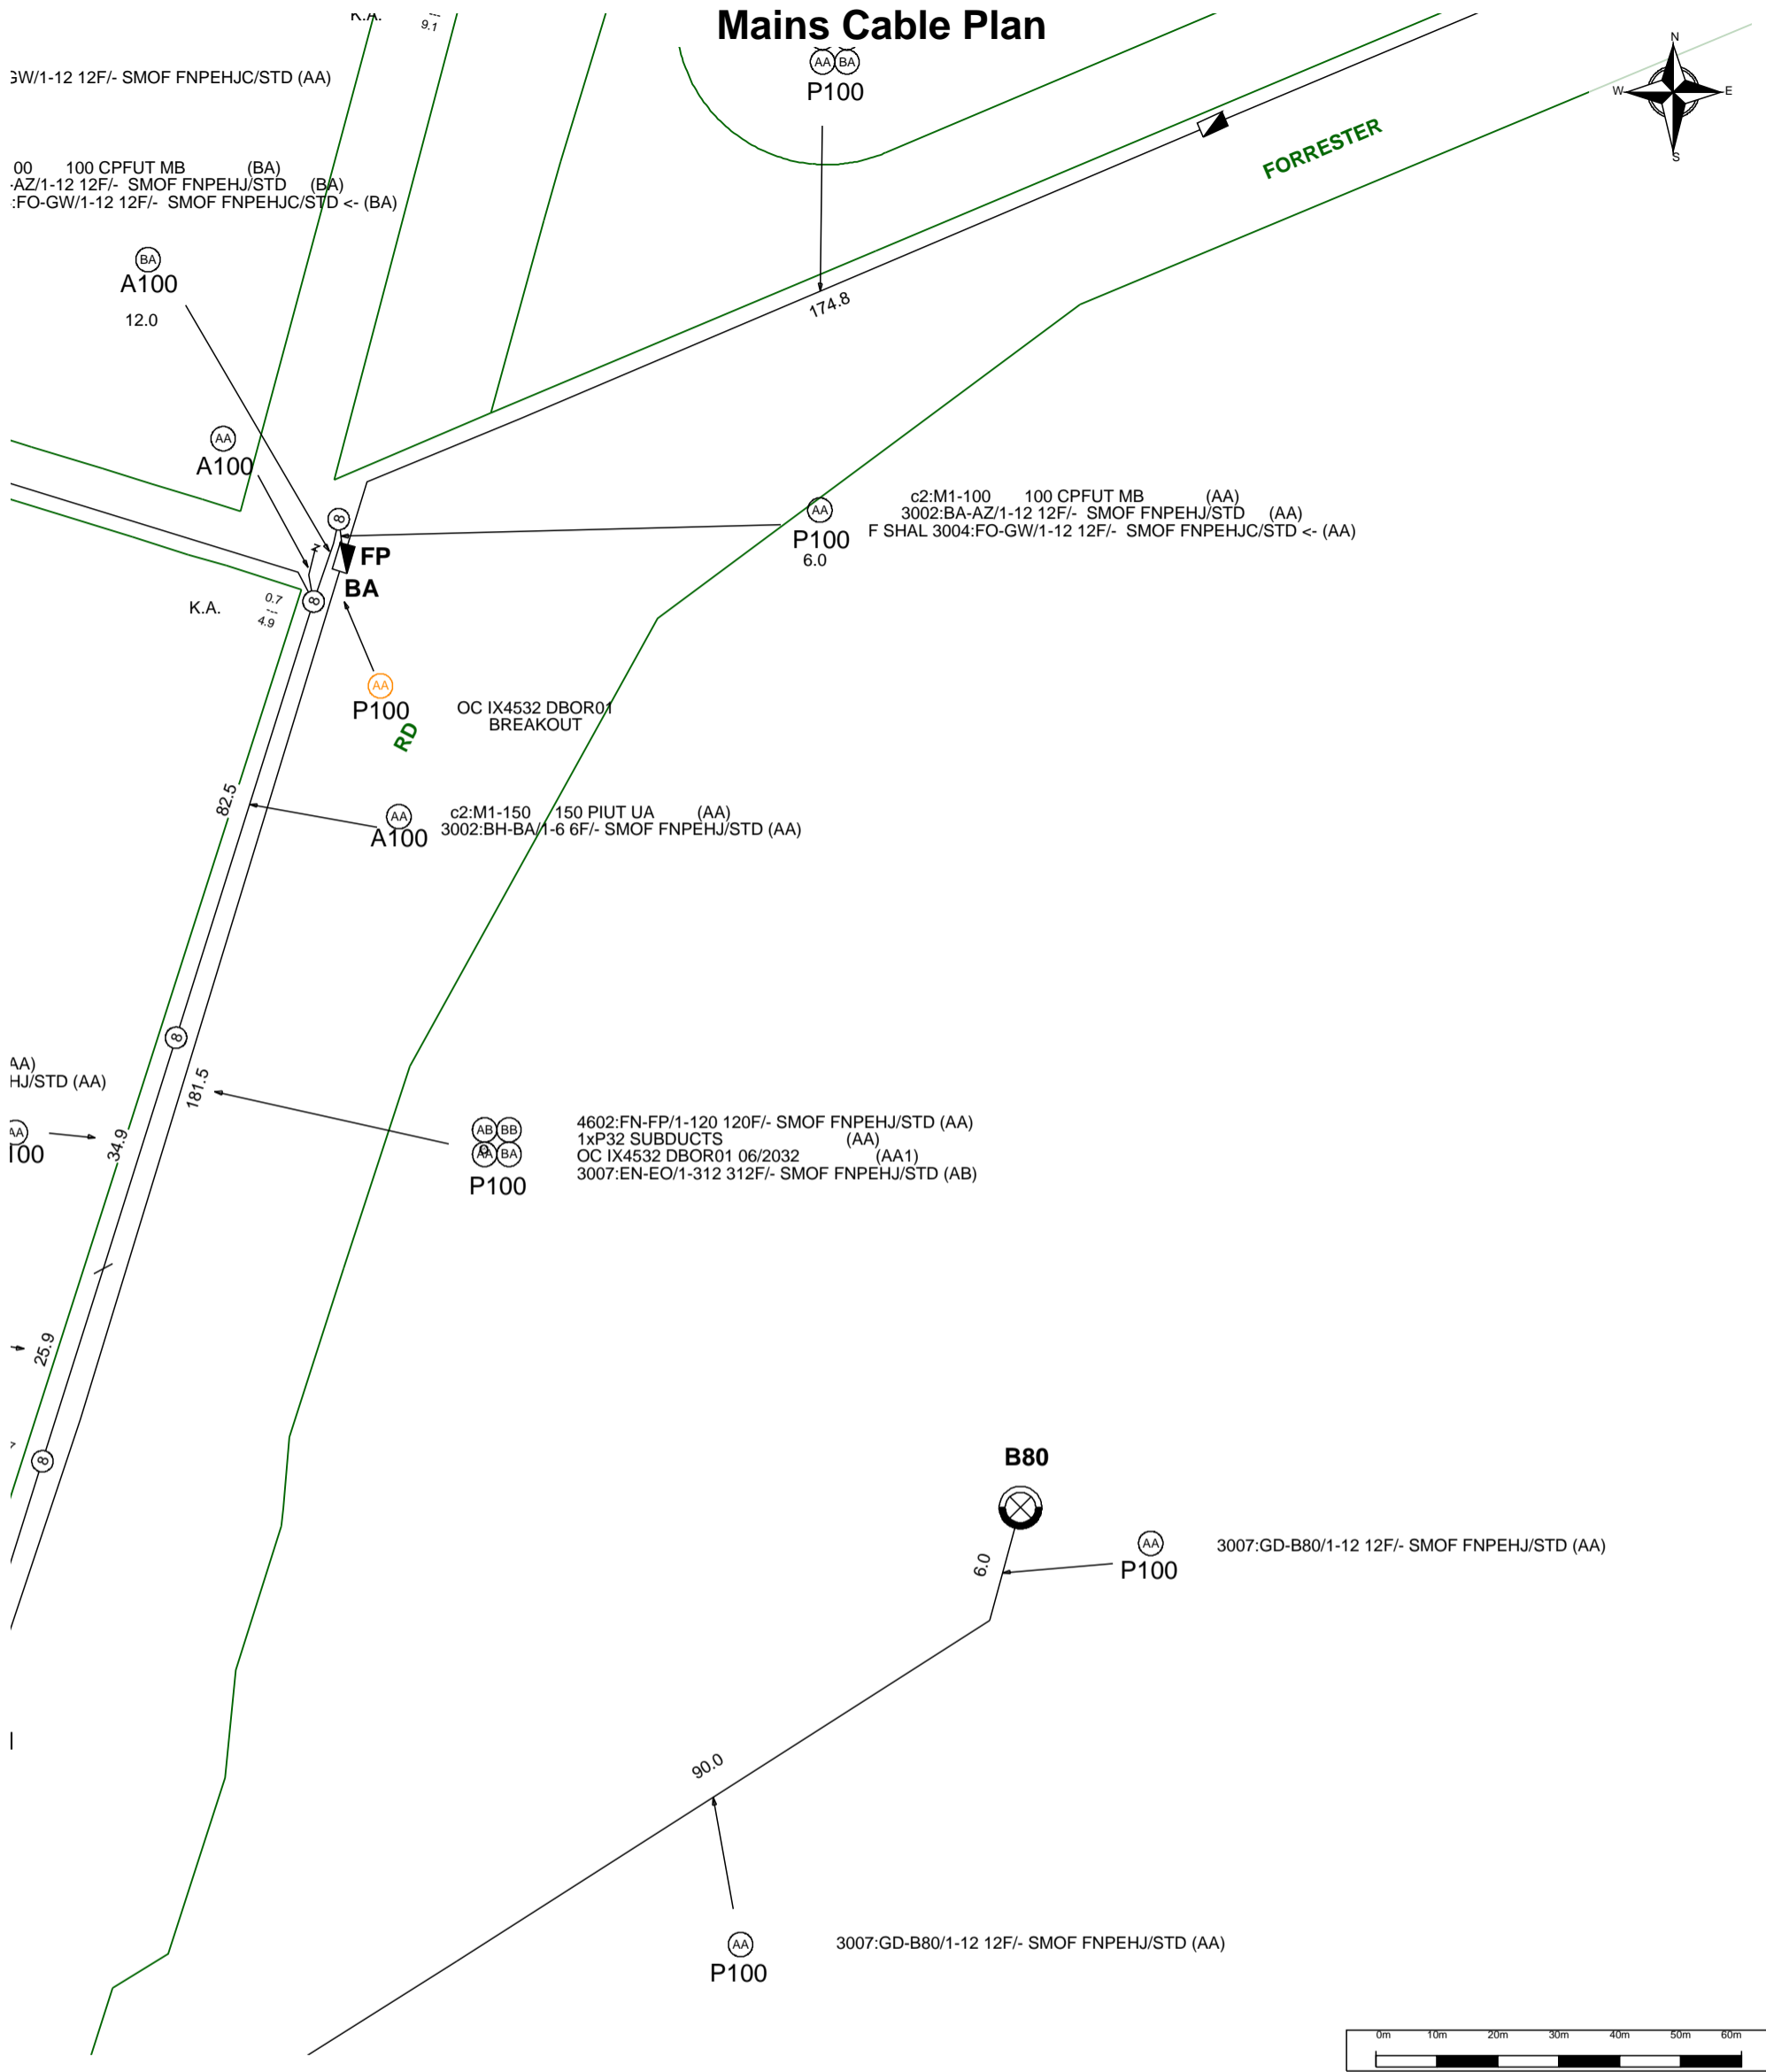 Mains Cable Plan
9.1
AA BA
P100
N
W E
S
FORRESTER
12F/- SMOF FNPEHJC/STD (AA)
00 100 CPFUT MB (BA)
-AZ/1-12 12F/- SMOF FNPEHJ/STD (BA)
:FO-GW/1-12 12F/- SMOF FNPEHJC/STD <- (BA)
BA
A100
12.0
174.8
AA
A100
8
AA
P100
6.0
c2:M1-100 100 CPFUT MB (AA)
3002:BA-AZ/1-12 12F/- SMOF FNPEHJ/STD (AA)
F SHAL 3004:FO-GW/1-12 12F/- SMOF FNPEHJC/STD <- (AA)
FP
BA
8
K.A.
0.7
---
4.9
AA
P100
RD
OC IX4532 DBOR01
BREAKOUT
82.5
AA
A100
c2:M1-150 150 PIUT UA (AA)
3002:BH-BA/1-6 6F/- SMOF FNPEHJ/STD (AA)
8
AA)
HJ/STD (AA)
AA
100
181.5
34.9
AB BB
AA BA
P100
4602:FN-FP/1-120 120F/- SMOF FNPEHJ/STD (AA)
1xP32 SUBDUCTS (AA)
OC IX4532 DBOR01 06/2032 (AA1)
3007:EN-EO/1-312 312F/- SMOF FNPEHJ/STD (AB)
25.9
8
B80
6.0
AA
P100
3007:GD-B80/1-12 12F/- SMOF FNPEHJ/STD (AA)
90.0
AA
P100
3007:GD-B80/1-12 12F/- SMOF FNPEHJ/STD (AA)
0m 10m 20m 30m 40m 50m 60m